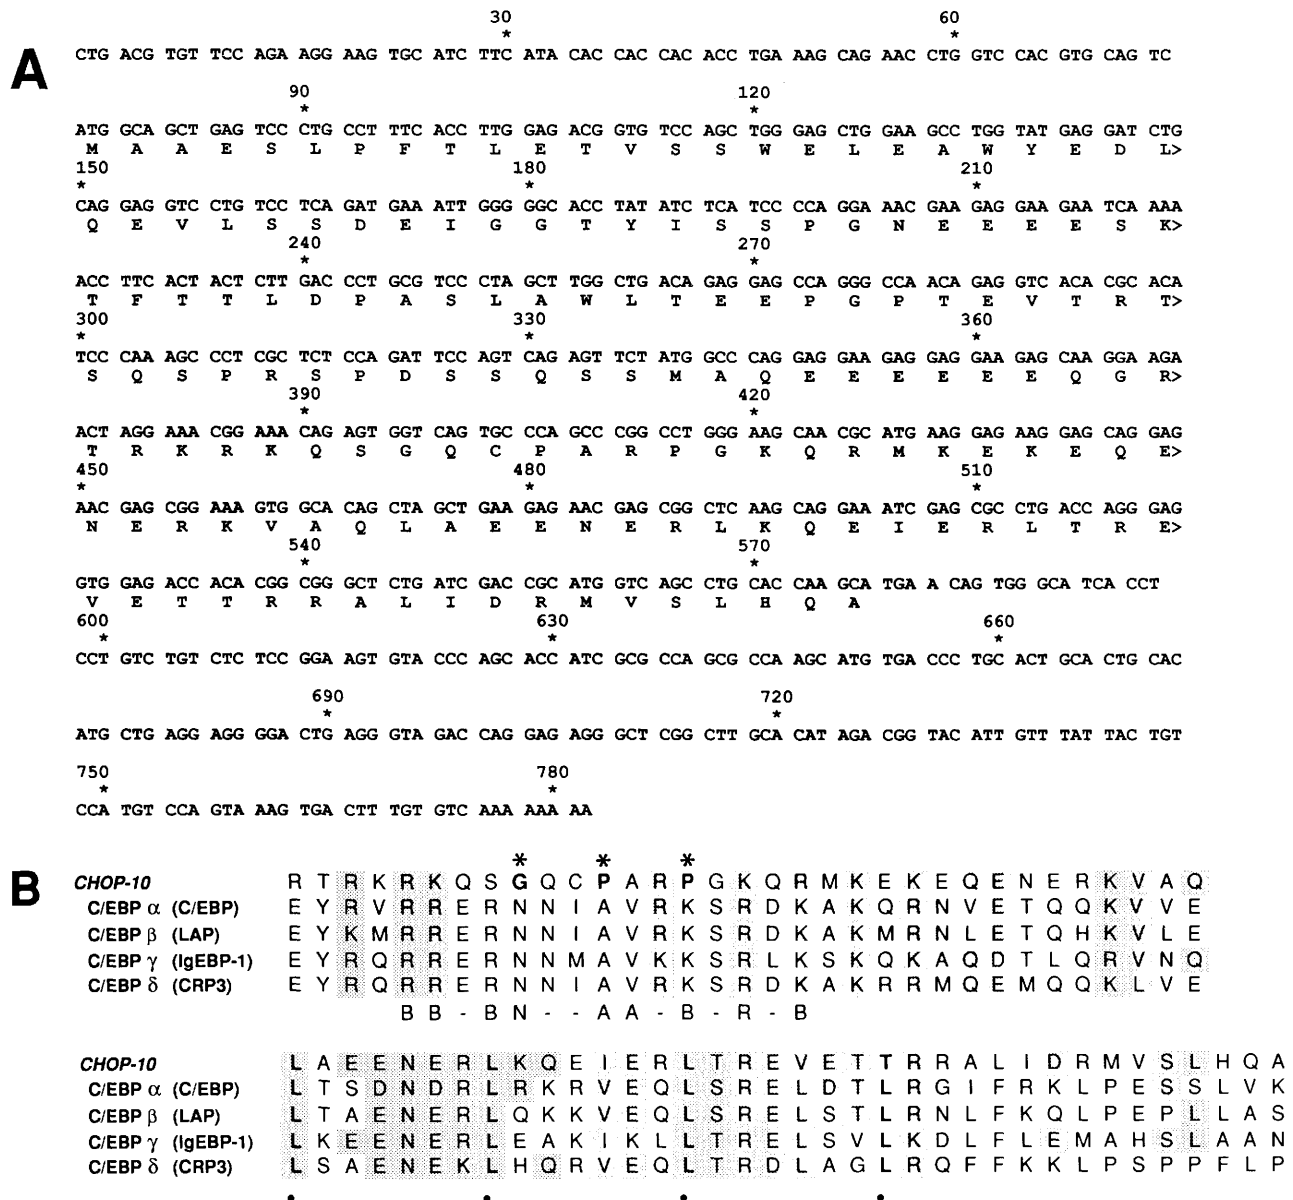 A
30
*
CTG ACG TGT TCC AGA AGG AAG TGC ATC TTC ATA CAC CAC CAC ACC TGA AAG CAG AAC CTG GTC CAC GTG CAG TC
90 120
* *
60
*
ATG GCA GCT GAG TCC CTG CCT TTC ACC TTG GAG ACG GTG TCC AGC TGG GAG CTG GAA GCC TGG TAT GAG GAT CTG
M A A E S L P F T L E T V S S W E L E A W Y E D L>
150 180 210
* * *
CAG GAG GTC CTG TCC TCA GAT GAA ATT GGG GGC ACC TAT ATC TCA TCC CCA GGA AAC GAA GAG GAA GAA TCA AAA
Q E V L S S D E I G G T Y I S S P G N E E E E S K>
240 270
* *
ACC TTC ACT ACT CTT GAC CCT GCG TCC CTA GCT TGG CTG ACA GAG GAG CCA GGG CCA ACA GAG GTC ACA CGC ACA
T F T T L D P A S L A W L T E E P G P T E V T R T>
300 330 360
* * *
TCC CAA AGC CCT CGC TCT CCA GAT TCC AGT CAG AGT TCT ATG GCC CAG GAG GAA GAG GAG GAA GAG CAA GGA AGA
S Q S P R S P D S S Q S S M A Q E E E E E E Q G R>
390 420
* *
ACT AGG AAA CGG AAA CAG AGT GGT CAG TGC CCA GCC CGG CCT GGG AAG CAA CGC ATG AAG GAG AAG GAG CAG GAG
T R K R K Q S G Q C P A R P G K Q R M K E K E Q E>
450 480 510
* * *
AAC GAG CGG AAA GTG GCA CAG CTA GCT GAA GAG AAC GAG CGG CTC AAG CAG GAA ATC GAG CGC CTG ACC AGG GAG
N E R K V A Q L A E E N E R L K Q E I E R L T R E>
540 570
* *
GTG GAG ACC ACA CGG CGG GCT CTG ATC GAC CGC ATG GTC AGC CTG CAC CAA GCA TGA A CAG TGG GCA TCA CCT
V E T T R R A L I D R M V S L H Q A
600 630 660
* * *
CCT GTC TGT CTC TCC GGA AGT GTA CCC AGC ACC ATC GCG CCA GCG CCA AGC ATG TGA CCC TGC ACT GCA CTG CAC
690 720
* *
ATG CTG AGG AGG GGA CTG AGG GTA GAC CAG GAG AGG GCT CGG CTT GCA CAT AGA CGG TAC ATT GTT TAT TAC TGT
750 780
* *
CCA TGT CCA GTA AAG TGA CTT TGT GTC AAA AAA AA
B
* * *
CHOP-10 R T R K R K Q S G Q C P A R P G K Q R M K E K E Q E N E R K V A Q
C/EBP α (C/EBP) E Y R V R R E R N N I A V R K S R D K A K Q R N V E T Q Q K V V E
C/EBP β (LAP) E Y K M R R E R N N I A V R K S R D K A K M R N L E T Q H K V L E
C/EBP γ (IgEBP-1) E Y R Q R R E R N N M A V K K S R L K S K Q K A Q D T L Q R V N Q
C/EBP δ (CRP3) E Y R Q R R E R N N I A V R K S R D K A K R R M Q E M Q Q K L V E
B B - B N - - A A - B - R - B
CHOP-10 L A E E N E R L K Q E I E R L T R E V E T T R R A L I D R M V S L H Q A
C/EBP α (C/EBP) L T S D N D R L R K R V E Q L S R E L D T L R G I F R K L P E S S L V K
C/EBP β (LAP) L T A E N E R L Q K K V E Q L S R E L S T L R N L F K Q L P E P L L A S
C/EBP γ (IgEBP-1) L K E E N E R L E A K I K L L T R E L S V L K D L F L E M A H S L A A N
C/EBP δ (CRP3) L S A E N E K L H Q R V E Q L T R D L A G L R Q F F K K L P S P P F L P